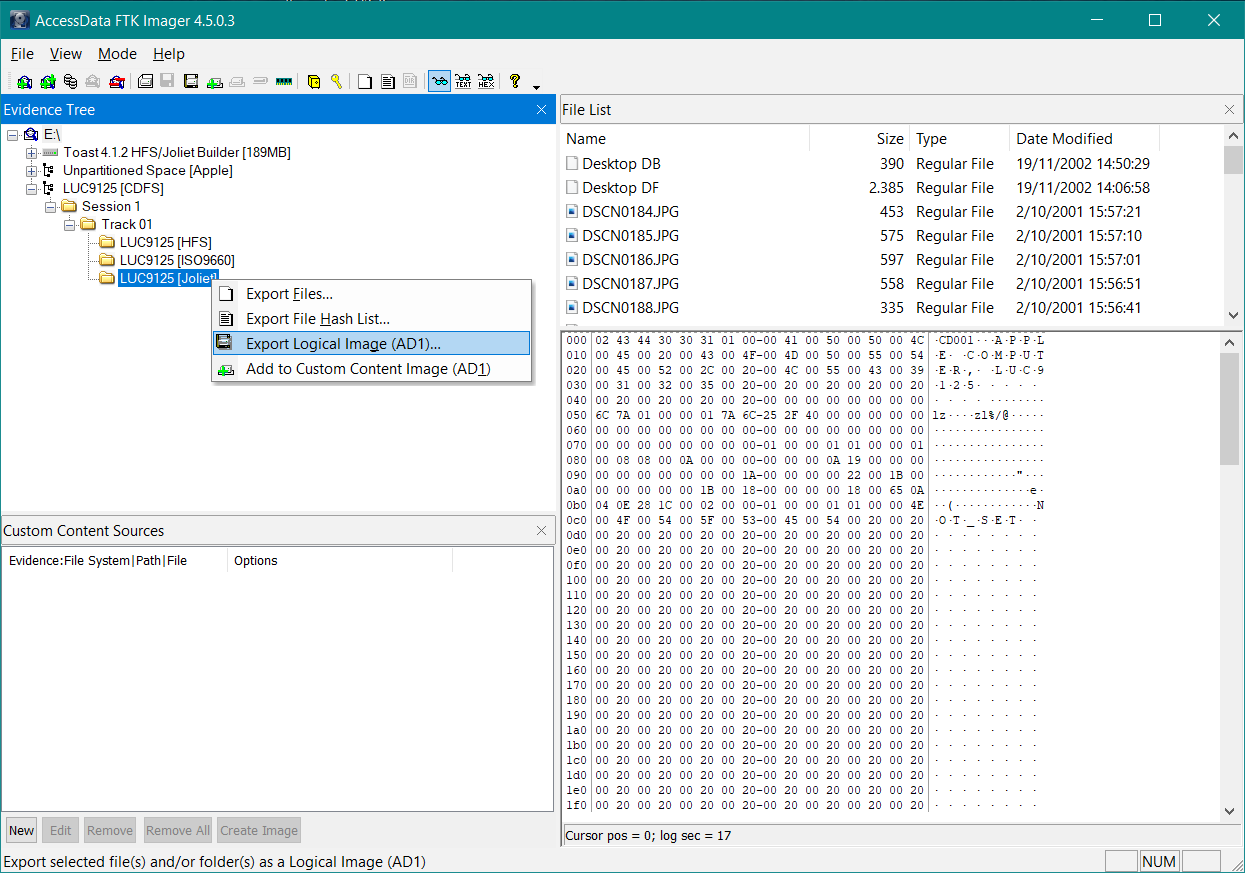 AccessData FTK Imager 4.5.0.3
File View Mode Help
TEXT HEX
Evidence Tree
E:\
Toast 4.1.2 HFS/Joliet Builder [189MB]
Unpartitioned Space [Apple]
LUC9125 [CDFS]
Session 1
Track 01
LUC9125 [HFS]
LUC9125 [ISO9660]
LUC9125 [Joliet]
Export Files...
Export File Hash List...
Export Logical Image (AD1)...
Add to Custom Content Image (AD1)
Custom Content Sources
Evidence:File System|Path|File Options
New Edit Remove Remove All Create Image
File List
Name Size Type Date Modified
Desktop DB 390 Regular File 19/11/2002 14:50:29
Desktop DF 2.385 Regular File 19/11/2002 14:06:58
DSCN0184.JPG 453 Regular File 2/10/2001 15:57:21
DSCN0185.JPG 575 Regular File 2/10/2001 15:57:10
DSCN0186.JPG 597 Regular File 2/10/2001 15:57:01
DSCN0187.JPG 558 Regular File 2/10/2001 15:56:51
DSCN0188.JPG 335 Regular File 2/10/2001 15:56:41
000 02 43 44 30 30 31 01 00-00 41 00 50 00 50 00 4C ·CD001···A·P·P·L
010 00 45 00 20 00 43 00 4F-00 4D 00 50 00 55 00 54 ·E· ·C·O·M·P·U·T
020 00 45 00 52 00 2C 00 20-00 4C 00 55 00 43 00 39 ·E·R·,· ·L·U·C·9
030 00 31 00 32 00 35 00 20-00 20 00 20 00 20 00 20 ·1·2·5· · · · ·
040 00 20 00 20 00 20 00 20-00 00 00 00 00 00 00 00 · · · · ········
050 6C 7A 01 00 00 01 7A 6C-25 2F 40 00 00 00 00 00 lz····zl%/@·····
060 00 00 00 00 00 00 00 00-00 00 00 00 00 00 00 00 ················
070 00 00 00 00 00 00 00 00-01 00 00 01 01 00 00 01 ················
080 00 08 08 00 0A 00 00 00-00 00 00 0A 19 00 00 00 ················
090 00 00 00 00 00 00 00 1A-00 00 00 00 22 00 1B 00 ············"···
0a0 00 00 00 00 00 1B 00 18-00 00 00 00 18 00 65 0A ··············e·
0b0 04 0E 28 1C 00 02 00 00-01 00 00 01 01 00 00 4E ··(············N
0c0 00 4F 00 54 00 5F 00 53-00 45 00 54 00 20 00 20 ·O·T·_·S·E·T· ·
0d0 00 20 00 20 00 20 00 20-00 20 00 20 00 20 00 20 · · · · · · · ·
0e0 00 20 00 20 00 20 00 20-00 20 00 20 00 20 00 20 · · · · · · · ·
0f0 00 20 00 20 00 20 00 20-00 20 00 20 00 20 00 20 · · · · · · · ·
100 00 20 00 20 00 20 00 20-00 20 00 20 00 20 00 20 · · · · · · · ·
110 00 20 00 20 00 20 00 20-00 20 00 20 00 20 00 20 · · · · · · · ·
120 00 20 00 20 00 20 00 20-00 20 00 20 00 20 00 20 · · · · · · · ·
130 00 20 00 20 00 20 00 20-00 20 00 20 00 20 00 20 · · · · · · · ·
140 00 20 00 20 00 20 00 20-00 20 00 20 00 20 00 20 · · · · · · · ·
150 00 20 00 20 00 20 00 20-00 20 00 20 00 20 00 20 · · · · · · · ·
160 00 20 00 20 00 20 00 20-00 20 00 20 00 20 00 20 · · · · · · · ·
170 00 20 00 20 00 20 00 20-00 20 00 20 00 20 00 20 · · · · · · · ·
180 00 20 00 20 00 20 00 20-00 20 00 20 00 20 00 20 · · · · · · · ·
190 00 20 00 20 00 20 00 20-00 20 00 20 00 20 00 20 · · · · · · · ·
1a0 00 20 00 20 00 20 00 20-00 20 00 20 00 20 00 20 · · · · · · · ·
1b0 00 20 00 20 00 20 00 20-00 20 00 20 00 20 00 20 · · · · · · · ·
1c0 00 20 00 20 00 20 00 20-00 20 00 20 00 20 00 20 · · · · · · · ·
1d0 00 20 00 20 00 20 00 20-00 20 00 20 00 20 00 20 · · · · · · · ·
1e0 00 20 00 20 00 20 00 20-00 20 00 20 00 20 00 20 · · · · · · · ·
1f0 00 20 00 20 00 20 00 20-00 20 00 20 00 20 00 20 · · · · · · · ·
Cursor pos = 0; log sec = 17
Export selected file(s) and/or folder(s) as a Logical Image (AD1)
NUM